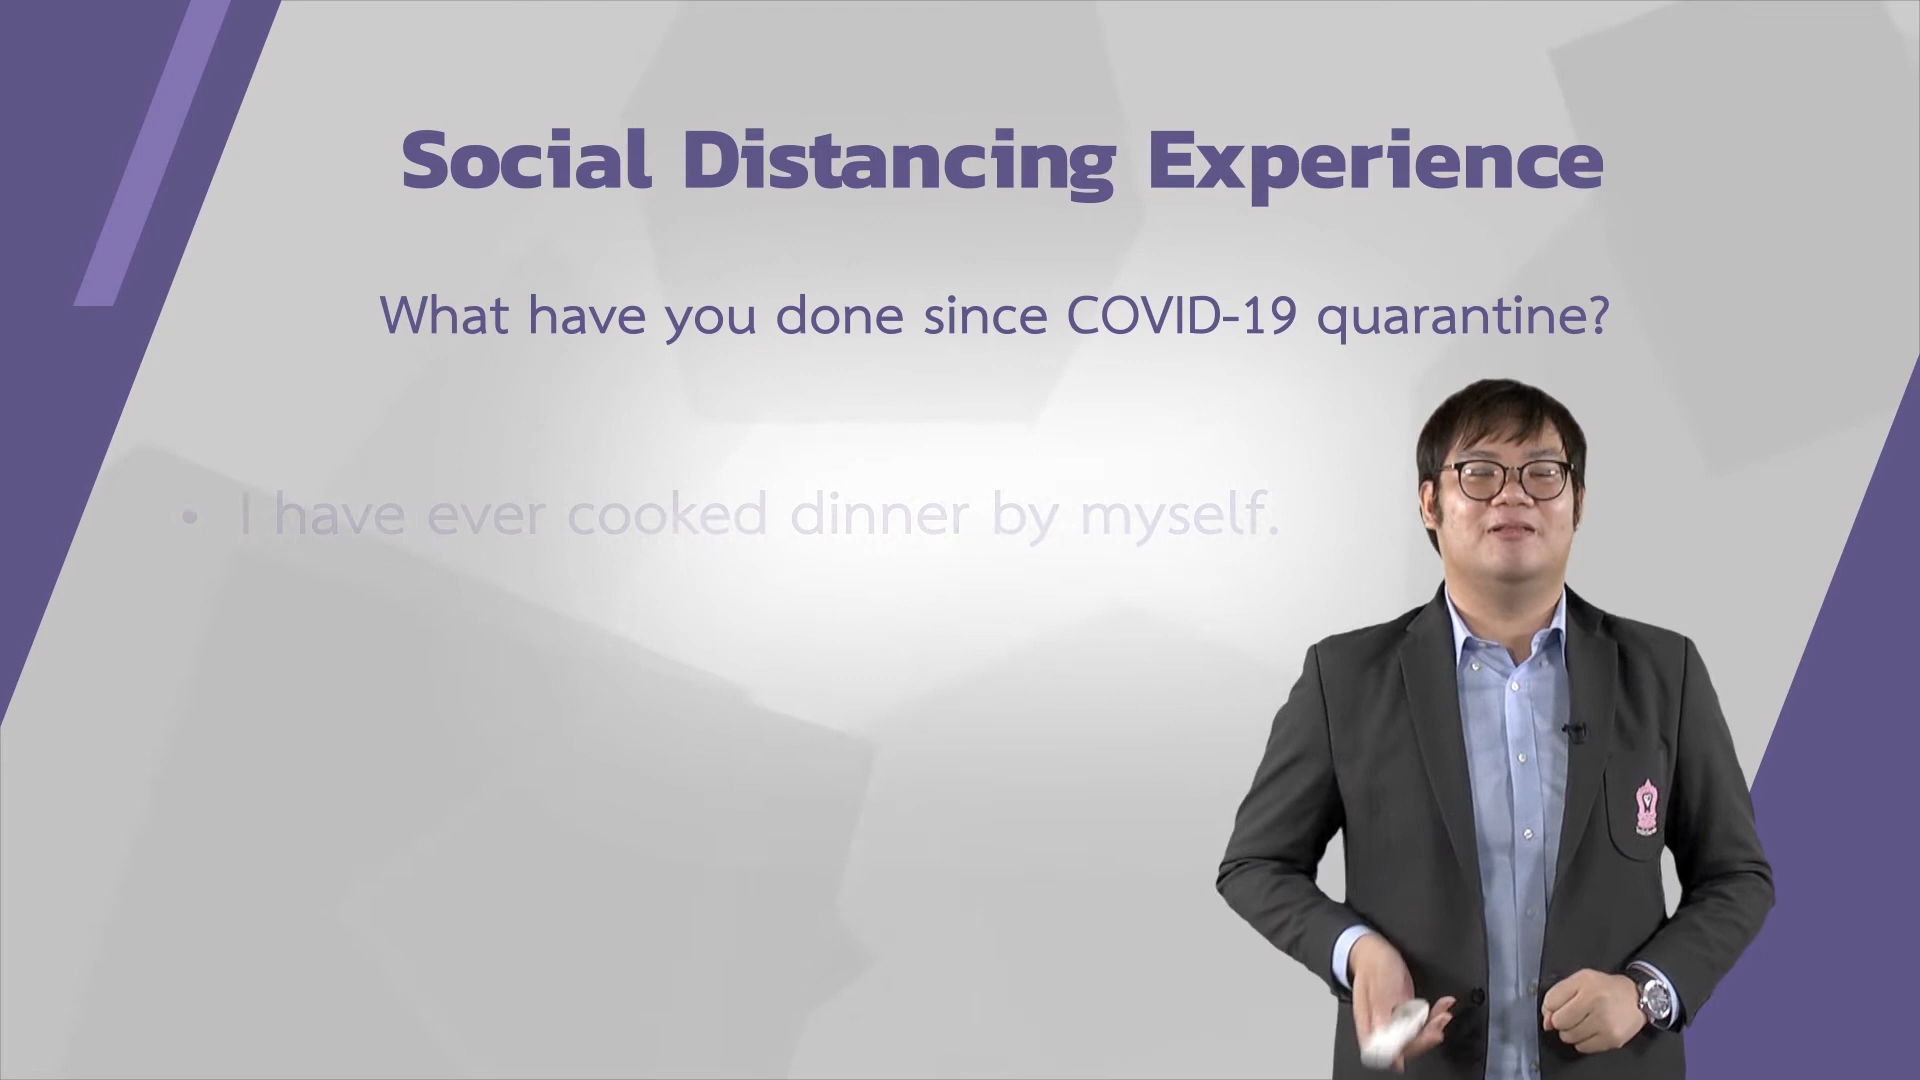 Social Distancing Experience
What have you done since COVID-19 quarantine?
• I have ever cooked dinner by myself.